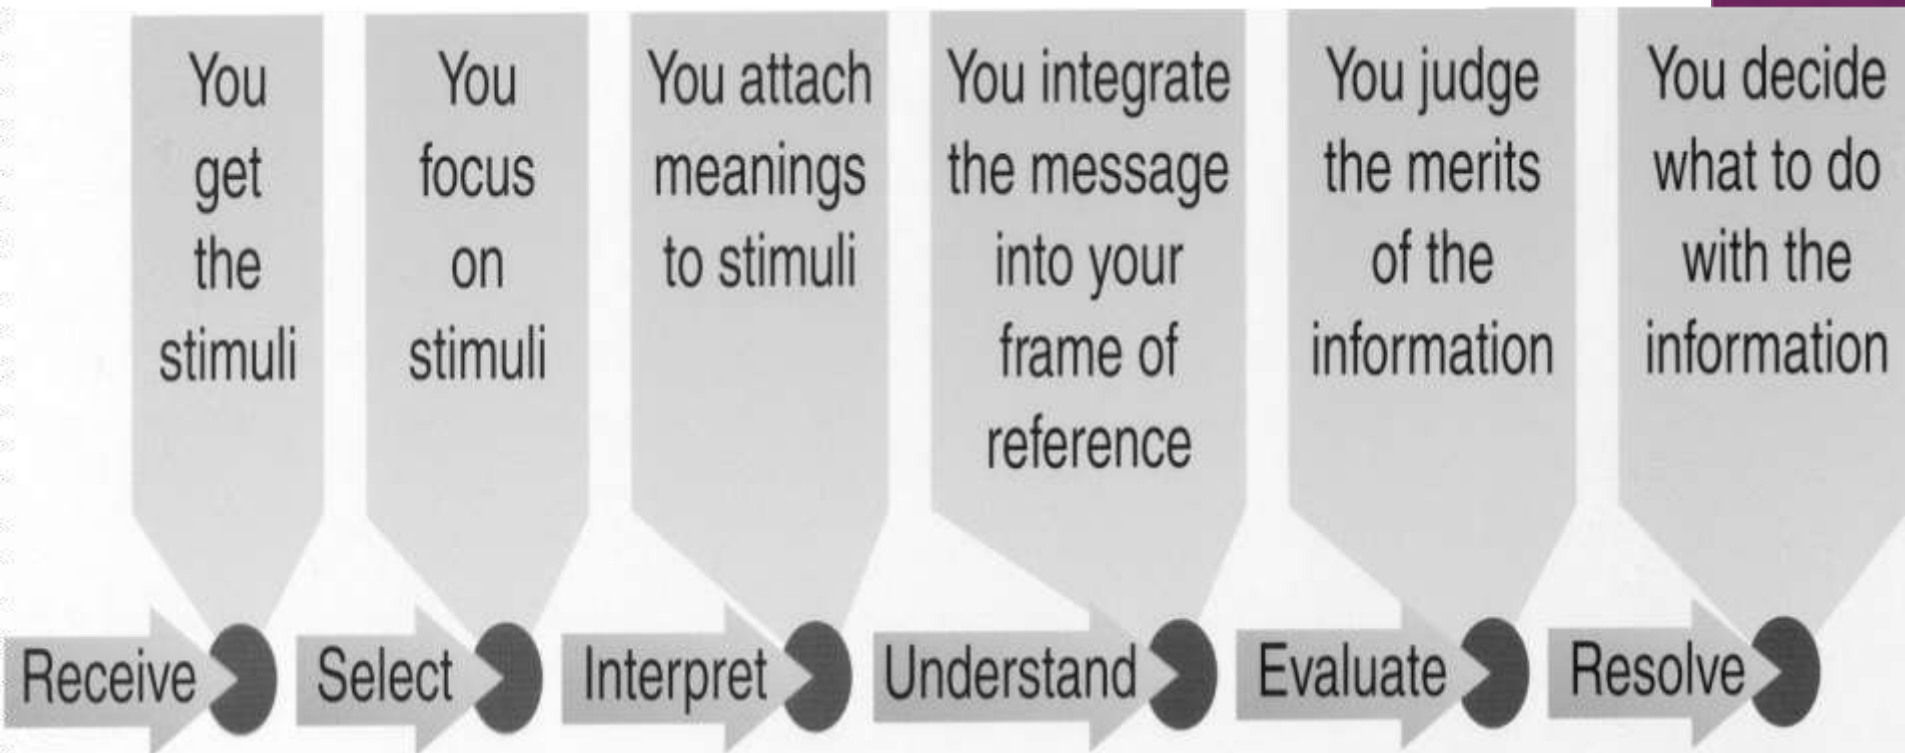 You
get
the
stimuli
You
focus
on
stimuli
You attach
meanings
to stimuli
You integrate
the message
into your
frame of
reference
You judge
the merits
of the
information
You decide
what to do
with the
information
Receive
Select
Interpret
Understand
Evaluate
Resolve